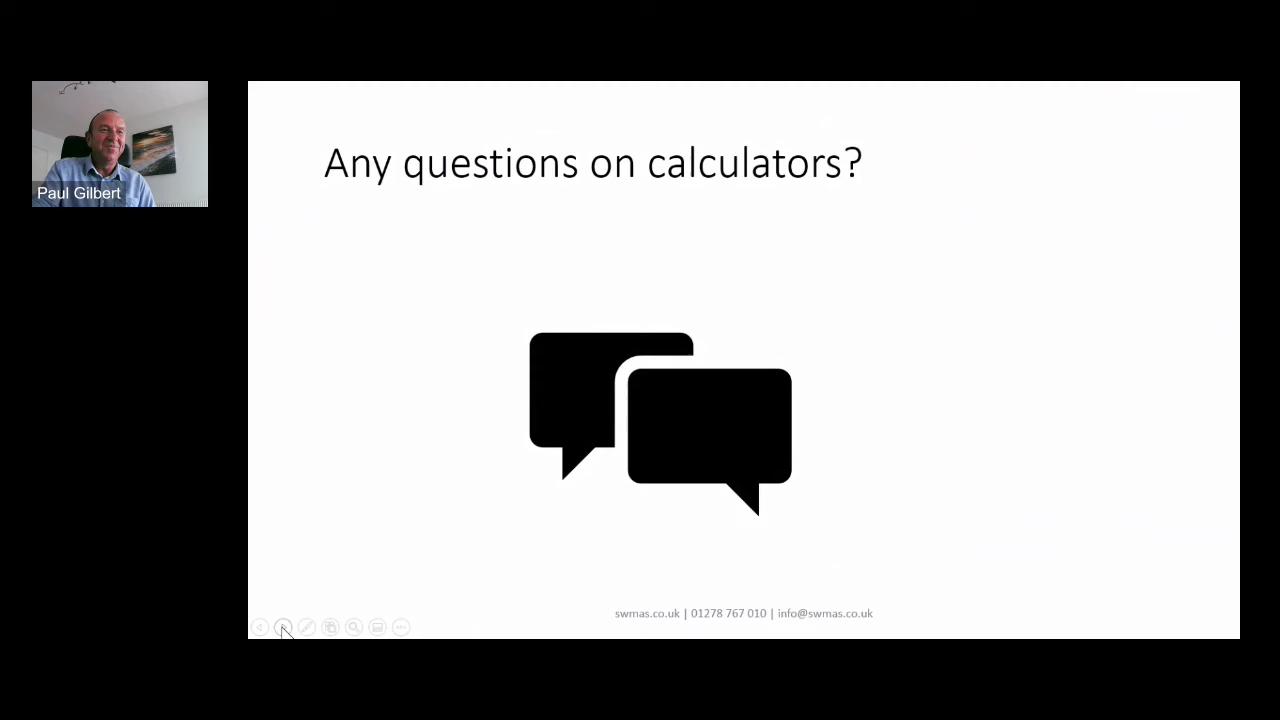 Any questions on calculators?
Paul Gilbert
swmas.co.uk | 01278 767 010 | info@swmas.co.uk